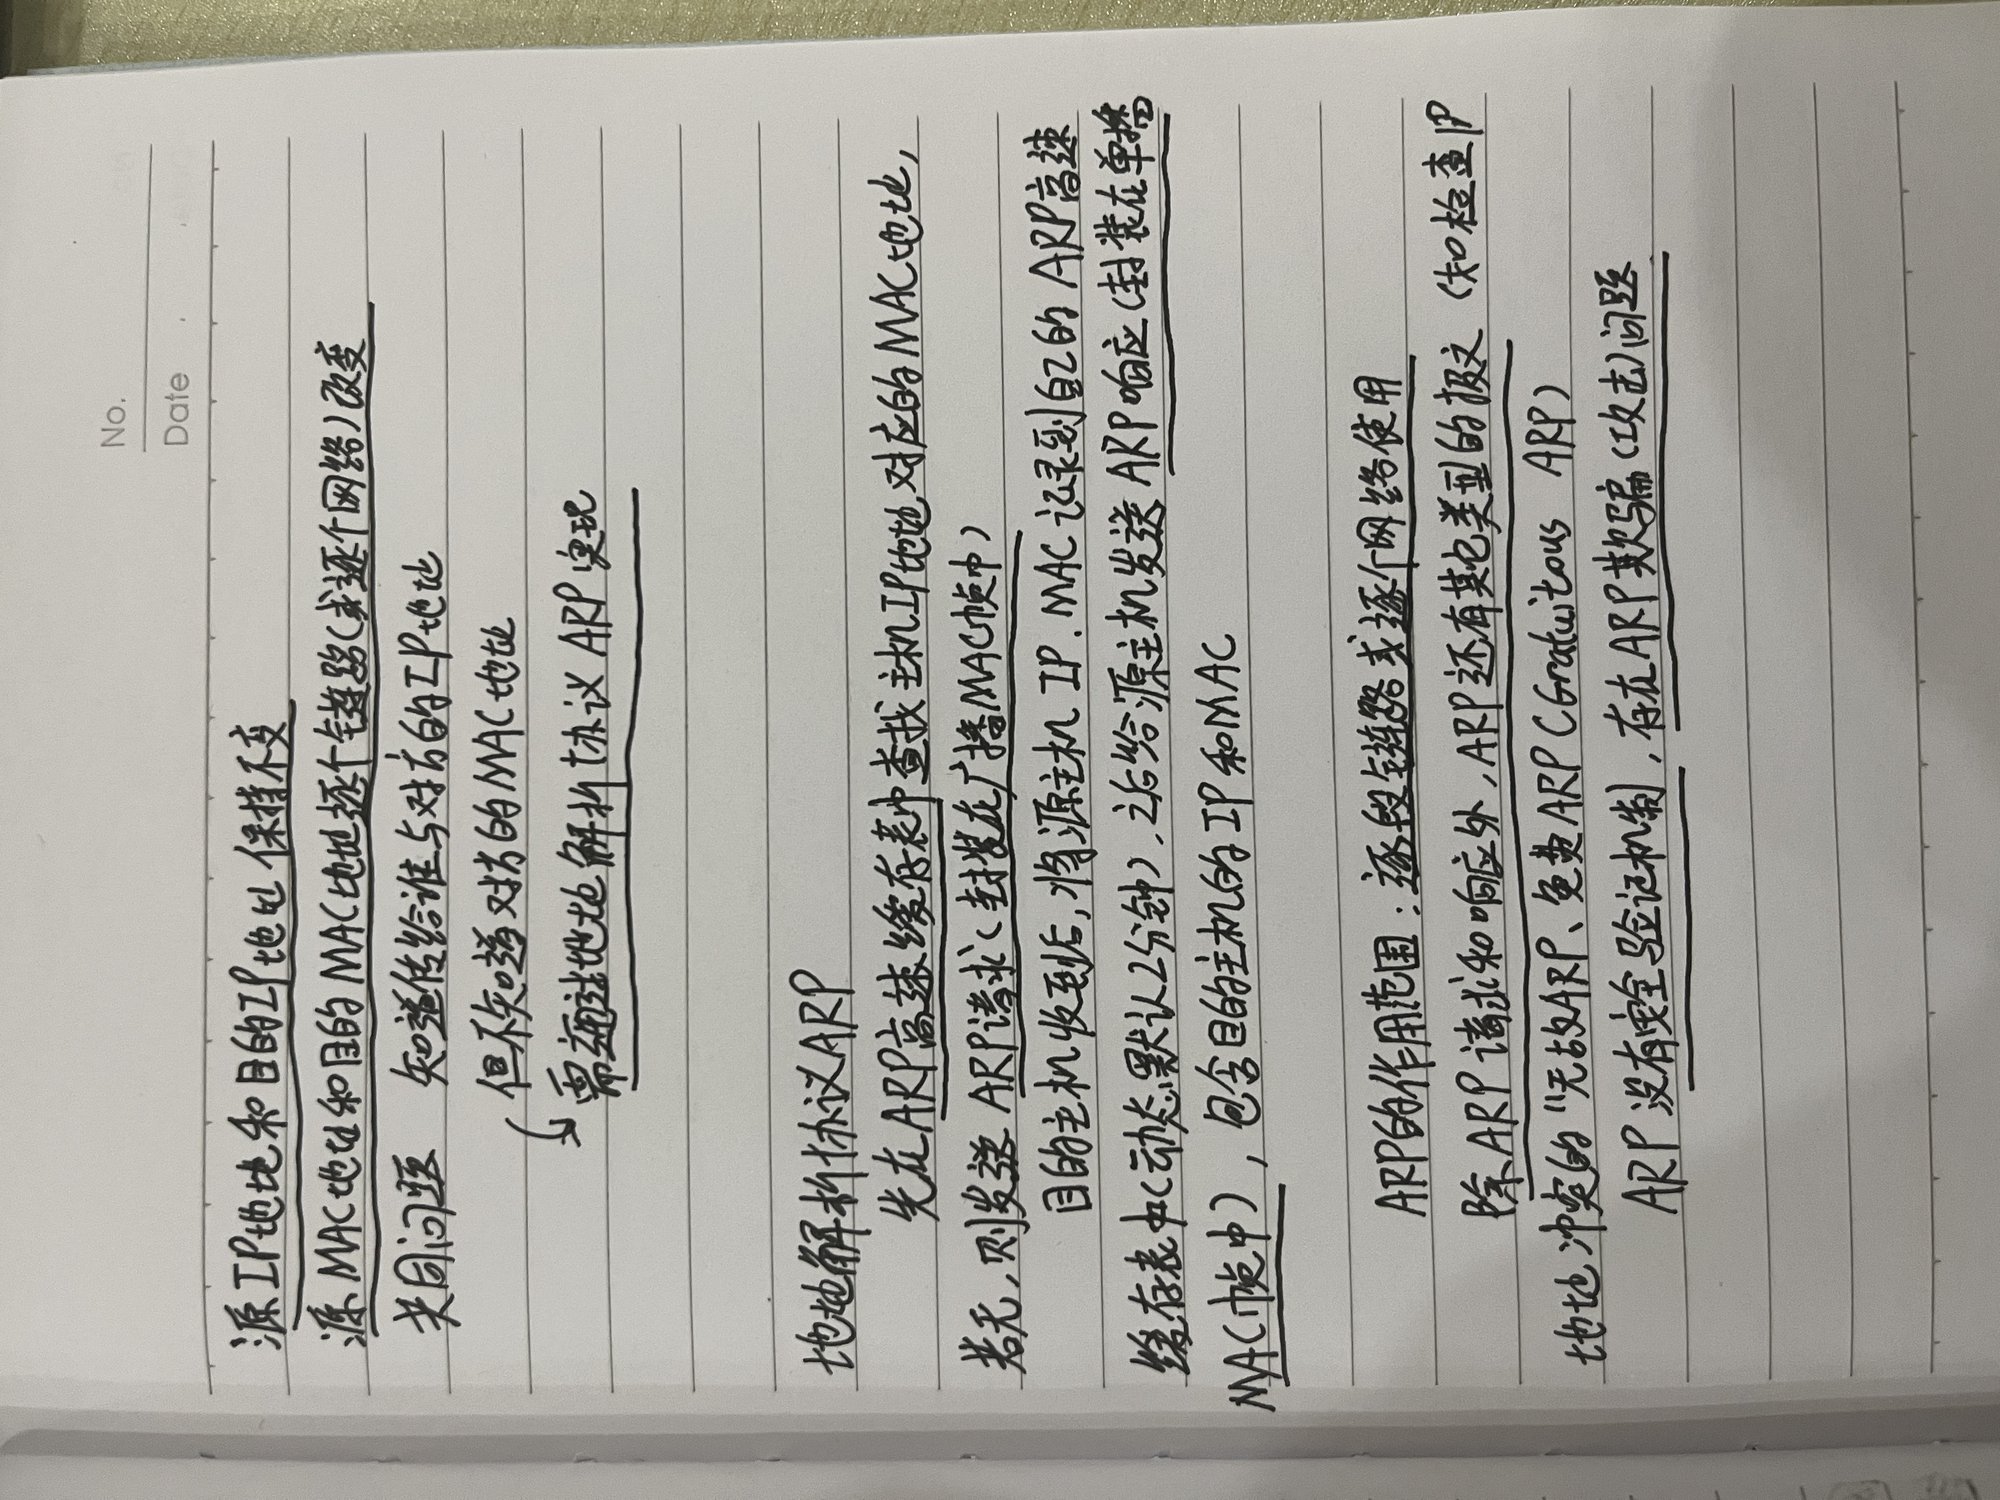 No.
Date
源IP地址和目的IP地址保持不变
源MAC地址和目的MAC地址逐个链路(或逐个网络)改变
共同问题 知道传给谁与对方的IP地址
但不知道对方的MAC地址
需通过地址解析协议ARP实现
地址解析协议ARP
先在ARP高速缓存表中查找主机IP地址对应的MAC地址,
若无,则发送ARP请求(封装在广播MAC帧中)
目的主机收到后,将源主机IP.MAC记录到自己的ARP高速
缓存表中(动态默认2分钟),之后给源主机发送ARP响应(封装在单播
MAC帧中),包含目的主机的IP和MAC
ARP的作用范围:逐段链路或逐个网络使用
除ARP请求和响应外,ARP还有其它类型的报文(如检查IP
地址冲突的"无故ARP、免费ARP(Gratuitous ARP)
ARP没有安全验证机制,存在ARP欺骗(攻击)问题